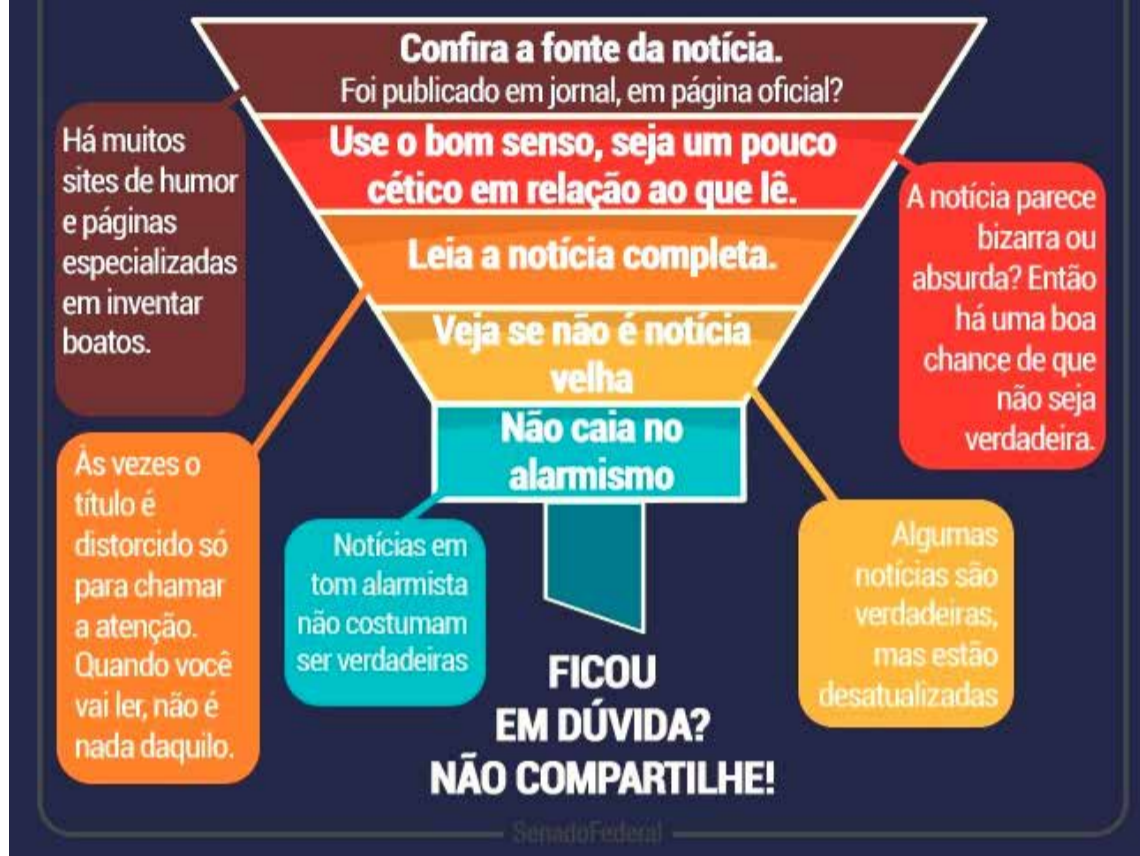 Confira a fonte da notícia.
Foi publicado em jornal, em página oficial?
Há muitos
sites de humor
e páginas
especializadas
em inventar
boatos.
Use o bom senso, seja um pouco
cético em relação ao que lê.
A notícia parece
bizarra ou
absurda? Então
há uma boa
chance de que
não seja
verdadeira.
Leia a notícia completa.
Às vezes o
título é
distorcido só
para chamar
a atenção.
Quando você
vai ler, não é
nada daquilo.
Veja se não é notícia
velha
Algumas
notícias são
verdadeiras,
mas estão
desatualizadas
Não caia no
alarmismo
Notícias em
tom alarmista
não costumam
ser verdadeiras
FICOU
EM DÚVIDA?
NÃO COMPARTILHE!
SenadoFederal